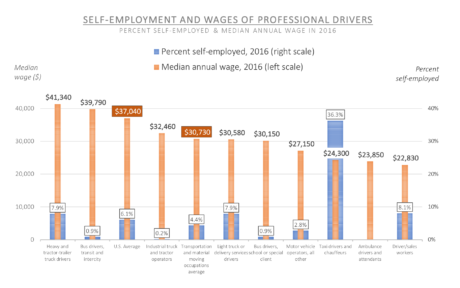 SELF-EMPLOYMENT AND WAGES OF PROFESSIONAL DRIVERS
PERCENT SELF EMPLOYED & MEDIAN ANNUAL WAGE IN 2016
Percent self-employed, 2016 (right scale)
Median annual wage, 2016 (left scale)
Median
wage ($)
Percent
self-employed
$41,340
$39,790
$37,040
$32,460
$30,730
$30,580
$30,150
$27,150
36.3%
$24,300
$23,850
$22,830
40,000
30,000
20,000
10,000
0
40%
30%
20%
10%
0%
7.9%
0.9%
6.1%
0.2%
4.4%
7.9%
0.9%
2.8%
8.1%
Heavy and
tractor-trailer
truck drivers
Bus drivers,
transit and
intercity
U.S. Average
Industrial truck
and tractor
operators
Transportation
and material
moving
occupations
average
Light truck or
delivery services
drivers
Bus drivers,
school or special
client
Motor vehicle
operators, all
other
Taxi drivers and
chauffeurs
Ambulance
drivers and
attendants
Driver/sales
workers